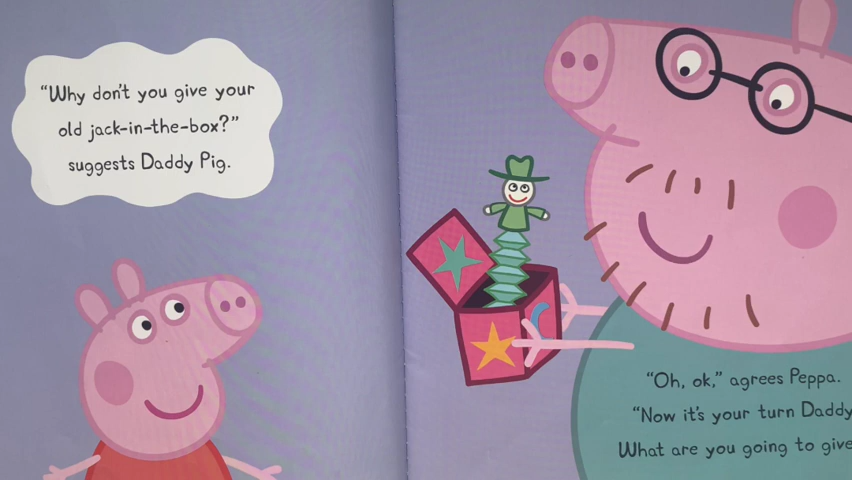 “Why don't you give your
old jack-in-the-box?”
suggests Daddy Pig.
“Oh, ok,” agrees Peppa.
“Now it's your turn Daddy
What are you going to give